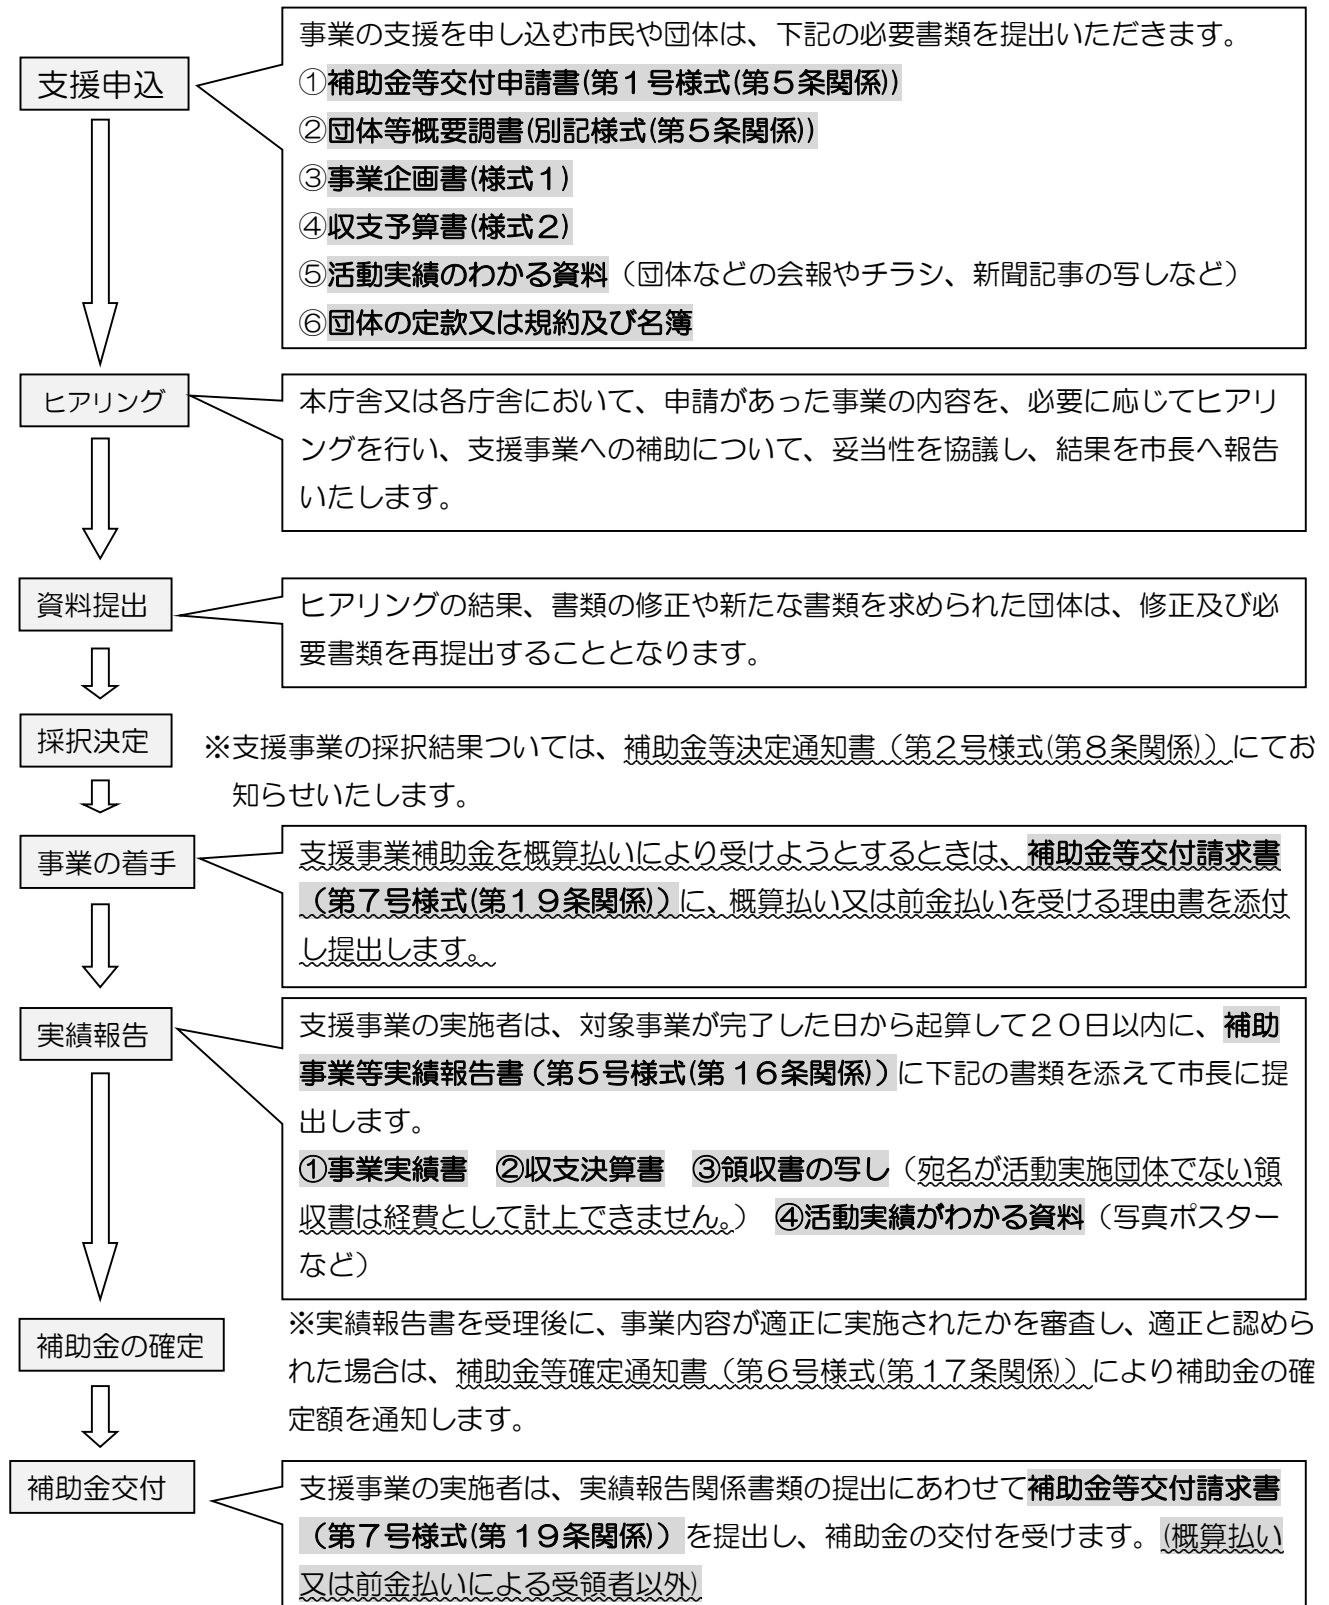 支援申込
事業の支援を申し込む市民や団体は、下記の必要書類を提出いただきます。
①補助金等交付申請書(第１号様式(第５条関係))
②団体等概要調書(別記様式(第５条関係))
③事業企画書(様式１)
④収支予算書(様式２)
⑤活動実績のわかる資料（団体などの会報やチラシ、新聞記事の写しなど）
⑥団体の定款又は規約及び名簿
ヒアリング
本庁舎又は各庁舎において、申請があった事業の内容を、必要に応じてヒアリ
ングを行い、支援事業への補助について、妥当性を協議し、結果を市長へ報告
いたします。
資料提出
ヒアリングの結果、書類の修正や新たな書類を求められた団体は、修正及び必
要書類を再提出することとなります。
採択決定
※支援事業の採択結果ついては、補助金等決定通知書（第２号様式(第８条関係)）にてお
知らせいたします。
事業の着手
支援事業補助金を概算払いにより受けようとするときは、補助金等交付請求書
（第７号様式(第１９条関係)）に、概算払い又は前金払いを受ける理由書を添付
し提出します。
実績報告
支援事業の実施者は、対象事業が完了した日から起算して２０日以内に、補助
事業等実績報告書（第５号様式(第１６条関係)）に下記の書類を添えて市長に提
出します。
①事業実績書　②収支決算書　③領収書の写し（宛名が活動実施団体でない領
収書は経費として計上できません。）　④活動実績がわかる資料（写真ポスター
など）
補助金の確定
※実績報告書を受理後に、事業内容が適正に実施されたかを審査し、適正と認めら
れた場合は、補助金等確定通知書（第６号様式(第１７条関係)）により補助金の確
定額を通知します。
補助金交付
支援事業の実施者は、実績報告関係書類の提出にあわせて補助金等交付請求書
（第７号様式(第１９条関係)）を提出し、補助金の交付を受けます。(概算払い
又は前金払いによる受領者以外)